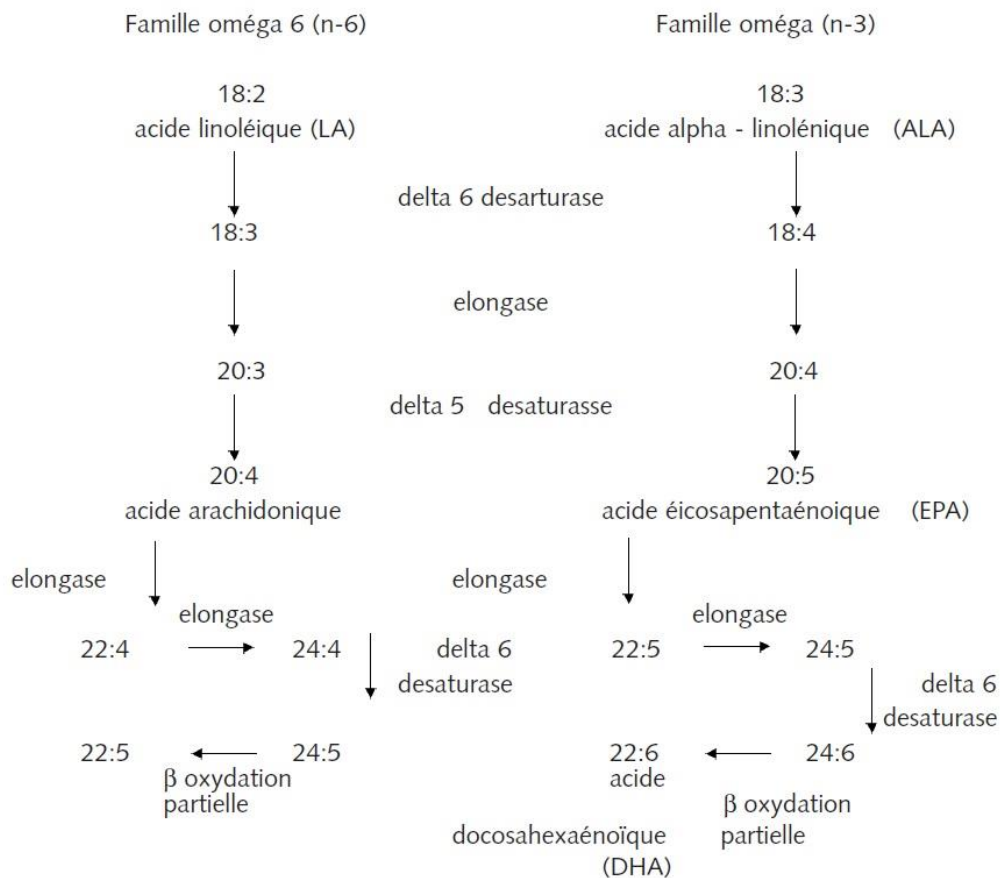 Famille oméga 6 (n-6)
Famille oméga (n-3)
18:2
18:3
acide linoléique (LA)
acide alpha - linolénique (ALA)
delta 6 desarturase
18:3
18:4
elongase
20:3
20:4
delta 5 desaturasse
20:4
20:5
acide arachidonique
acide éicosapentaénoique (EPA)
elongase
elongase
elongase
elongase
22:4
24:4
delta 6
desaturase
22:5
24:5
delta 6
desaturase
22:5
24:5
β oxydation
partielle
22:6
24:6
acide
β oxydation
partielle
docosahexaénoïque
(DHA)